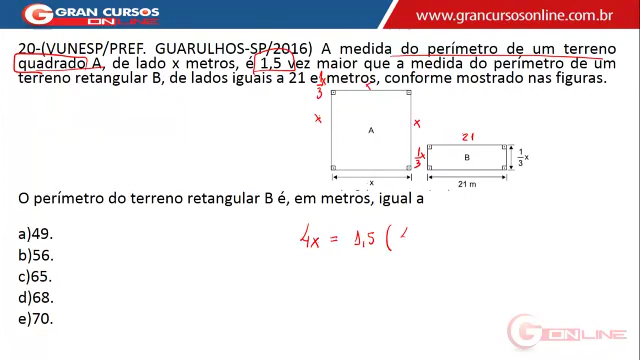 GRAN CURSOS
ONLINE
www.grancursosonline.com.br
20-(VUNESP/PREF. GUARULHOS-SP/2016) A medida do perímetro de um terreno
quadrado A, de lado x metros, é 1,5 vez maior que a medida do perímetro de um
terreno retangular B, de lados iguais a 21 e metros, conforme mostrado nas figuras.
1/3 x
x
A
x
x
21
1/3 x
B
1/3 x
21 m
O perímetro do terreno retangular B é, em metros, igual a
a)49.
b)56.
c)65.
d)68.
e)70.
4x = 1,5 (
G ONLINE